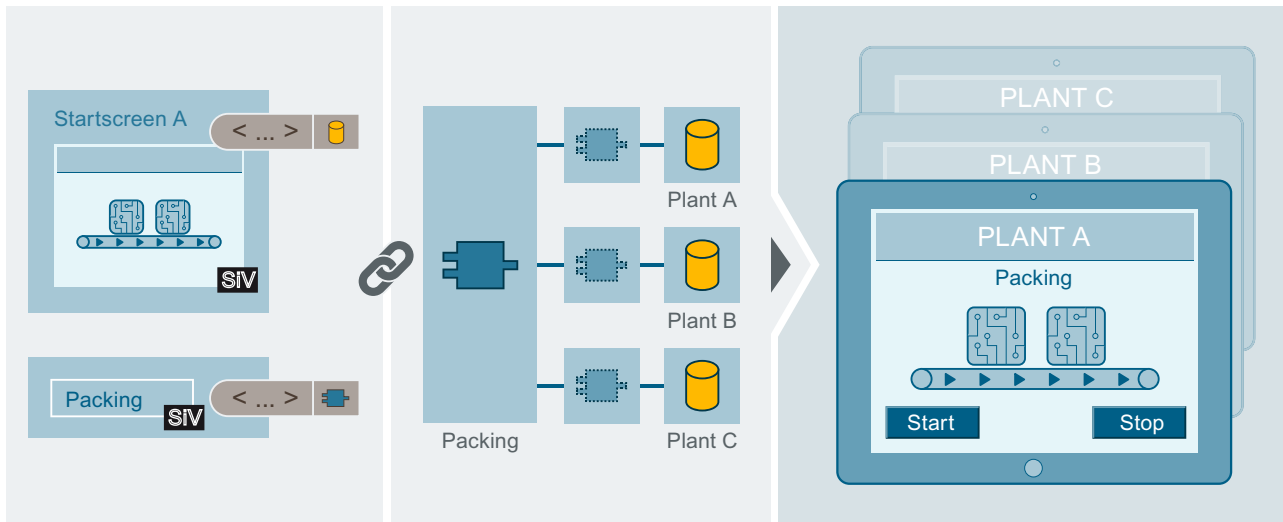 Startscreen A
< ... >
SiV
Packing
< ... >
SiV
Packing
Plant A
Plant B
Plant C
PLANT C
PLANT B
PLANT A
Packing
Start
Stop